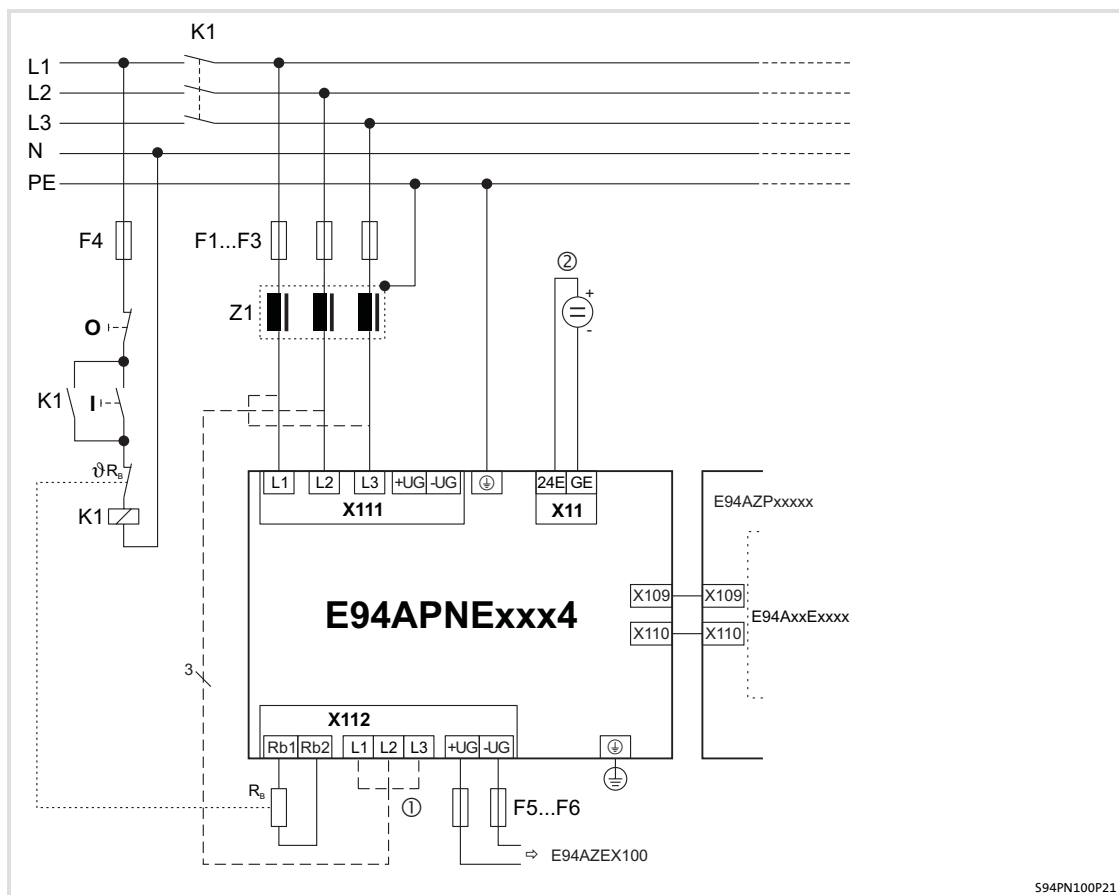 K1
L1
L2
L3
N
PE
F4
F1...F3
②
+
-
Z1
O
K1
I
ϑRB
K1
L1 L2 L3 +UG -UG
24E GE
X111
X11
E94AZPxxxxx
E94APNExxx4
X109 X109
E94AxxExxxx
X110 X110
3
X112
Rb1 Rb2 L1 L2 L3 +UG -UG
RB
①
F5...F6
⇨ E94AZEX100
S94PN100P21